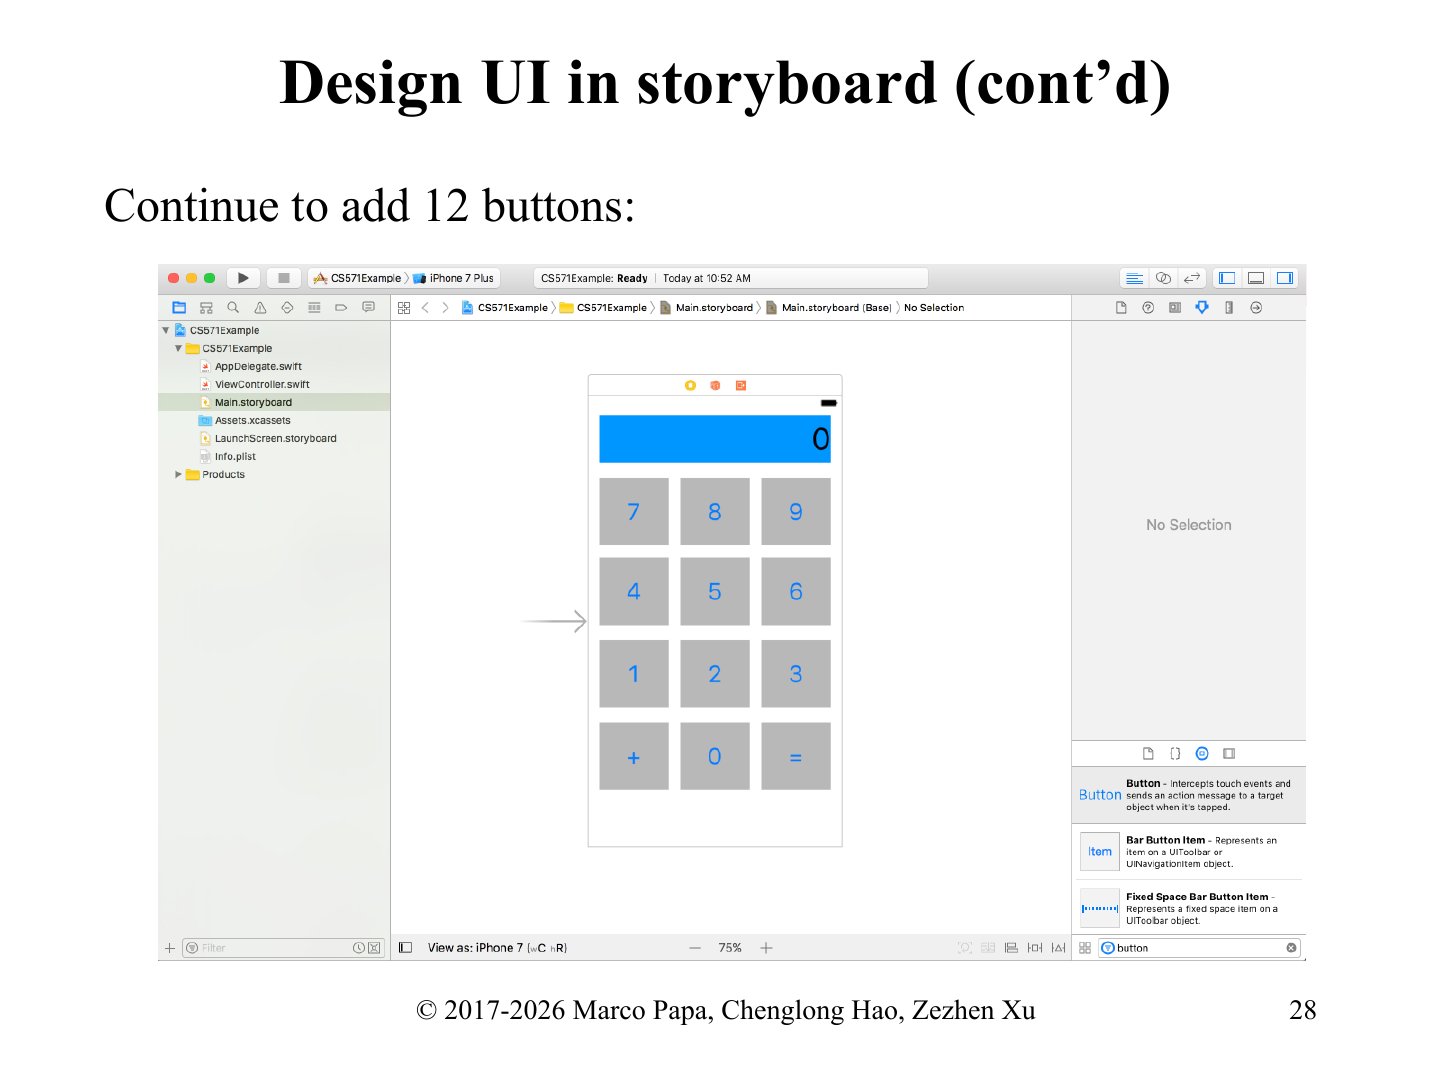 Design UI in storyboard (cont’d)
Continue to add 12 buttons:
CS571Example
iPhone 7 Plus
CS571Example: Ready
Today at 10:52 AM
CS571Example
CS571Example
Main.storyboard
Main.storyboard (Base)
No Selection
CS571Example
CS571Example
AppDelegate.swift
ViewController.swift
Main.storyboard
Assets.xcassets
LaunchScreen.storyboard
Info.plist
Products
0
7 8 9
4 5 6
1 2 3
+ 0 =
No Selection
Button
Button - Intercepts touch events and
sends an action message to a target
object when it's tapped.
Item
Bar Button Item - Represents an
item on a UIToolbar or
UINavigationItem object.
Fixed Space Bar Button Item -
Represents a fixed space item on a
UIToolbar object.
Filter
View as: iPhone 7 (wC hR)
75%
button
© 2017-2026 Marco Papa, Chenglong Hao, Zezhen Xu
28